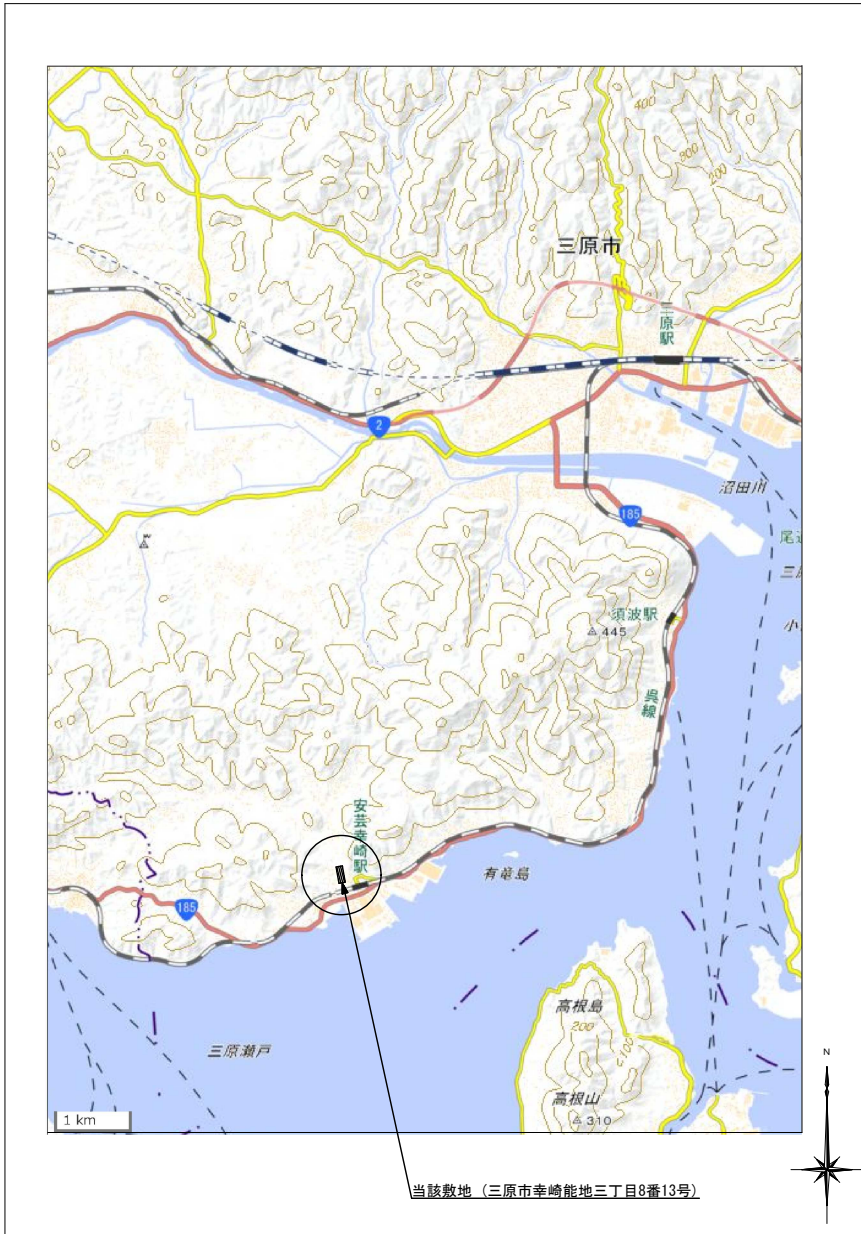 400
300
200
三原市
三原駅
2
沼田川
185
尾道
三原
須波駅
445
小
呉線
安芸幸崎駅
有竜島
185
高根島
200
100
三原瀬戸
高根山
310
1 km
N
当該敷地（三原市幸崎能地三丁目8番13号）